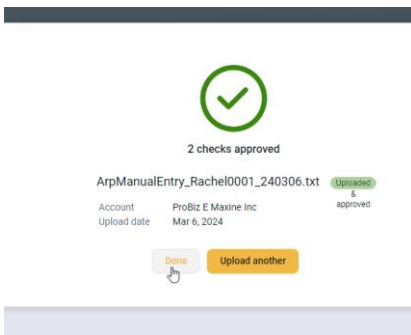 2 checks approved
ArpManualEntry_Rachel0001_240306.txt Uploaded
&
approved
Account ProBiz E Maxine Inc
Upload date Mar 6, 2024
Done Upload another